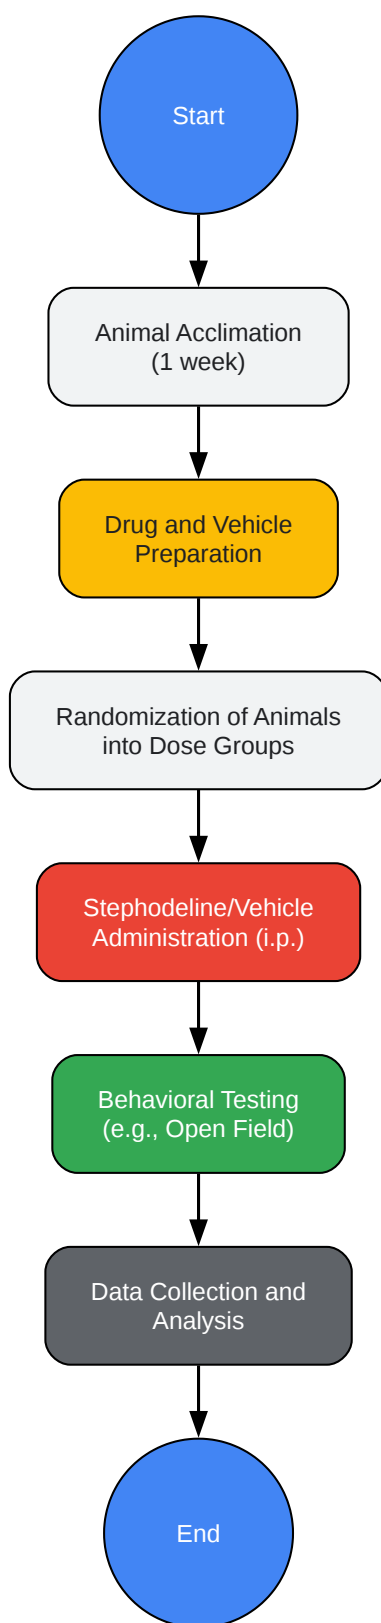 Start
Animal Acclimation
(1 week)
Drug and Vehicle
Preparation
Randomization of Animals
into Dose Groups
Stephodeline/Vehicle
Administration (i.p.)
Behavioral Testing
(e.g., Open Field)
Data Collection and
Analysis
End